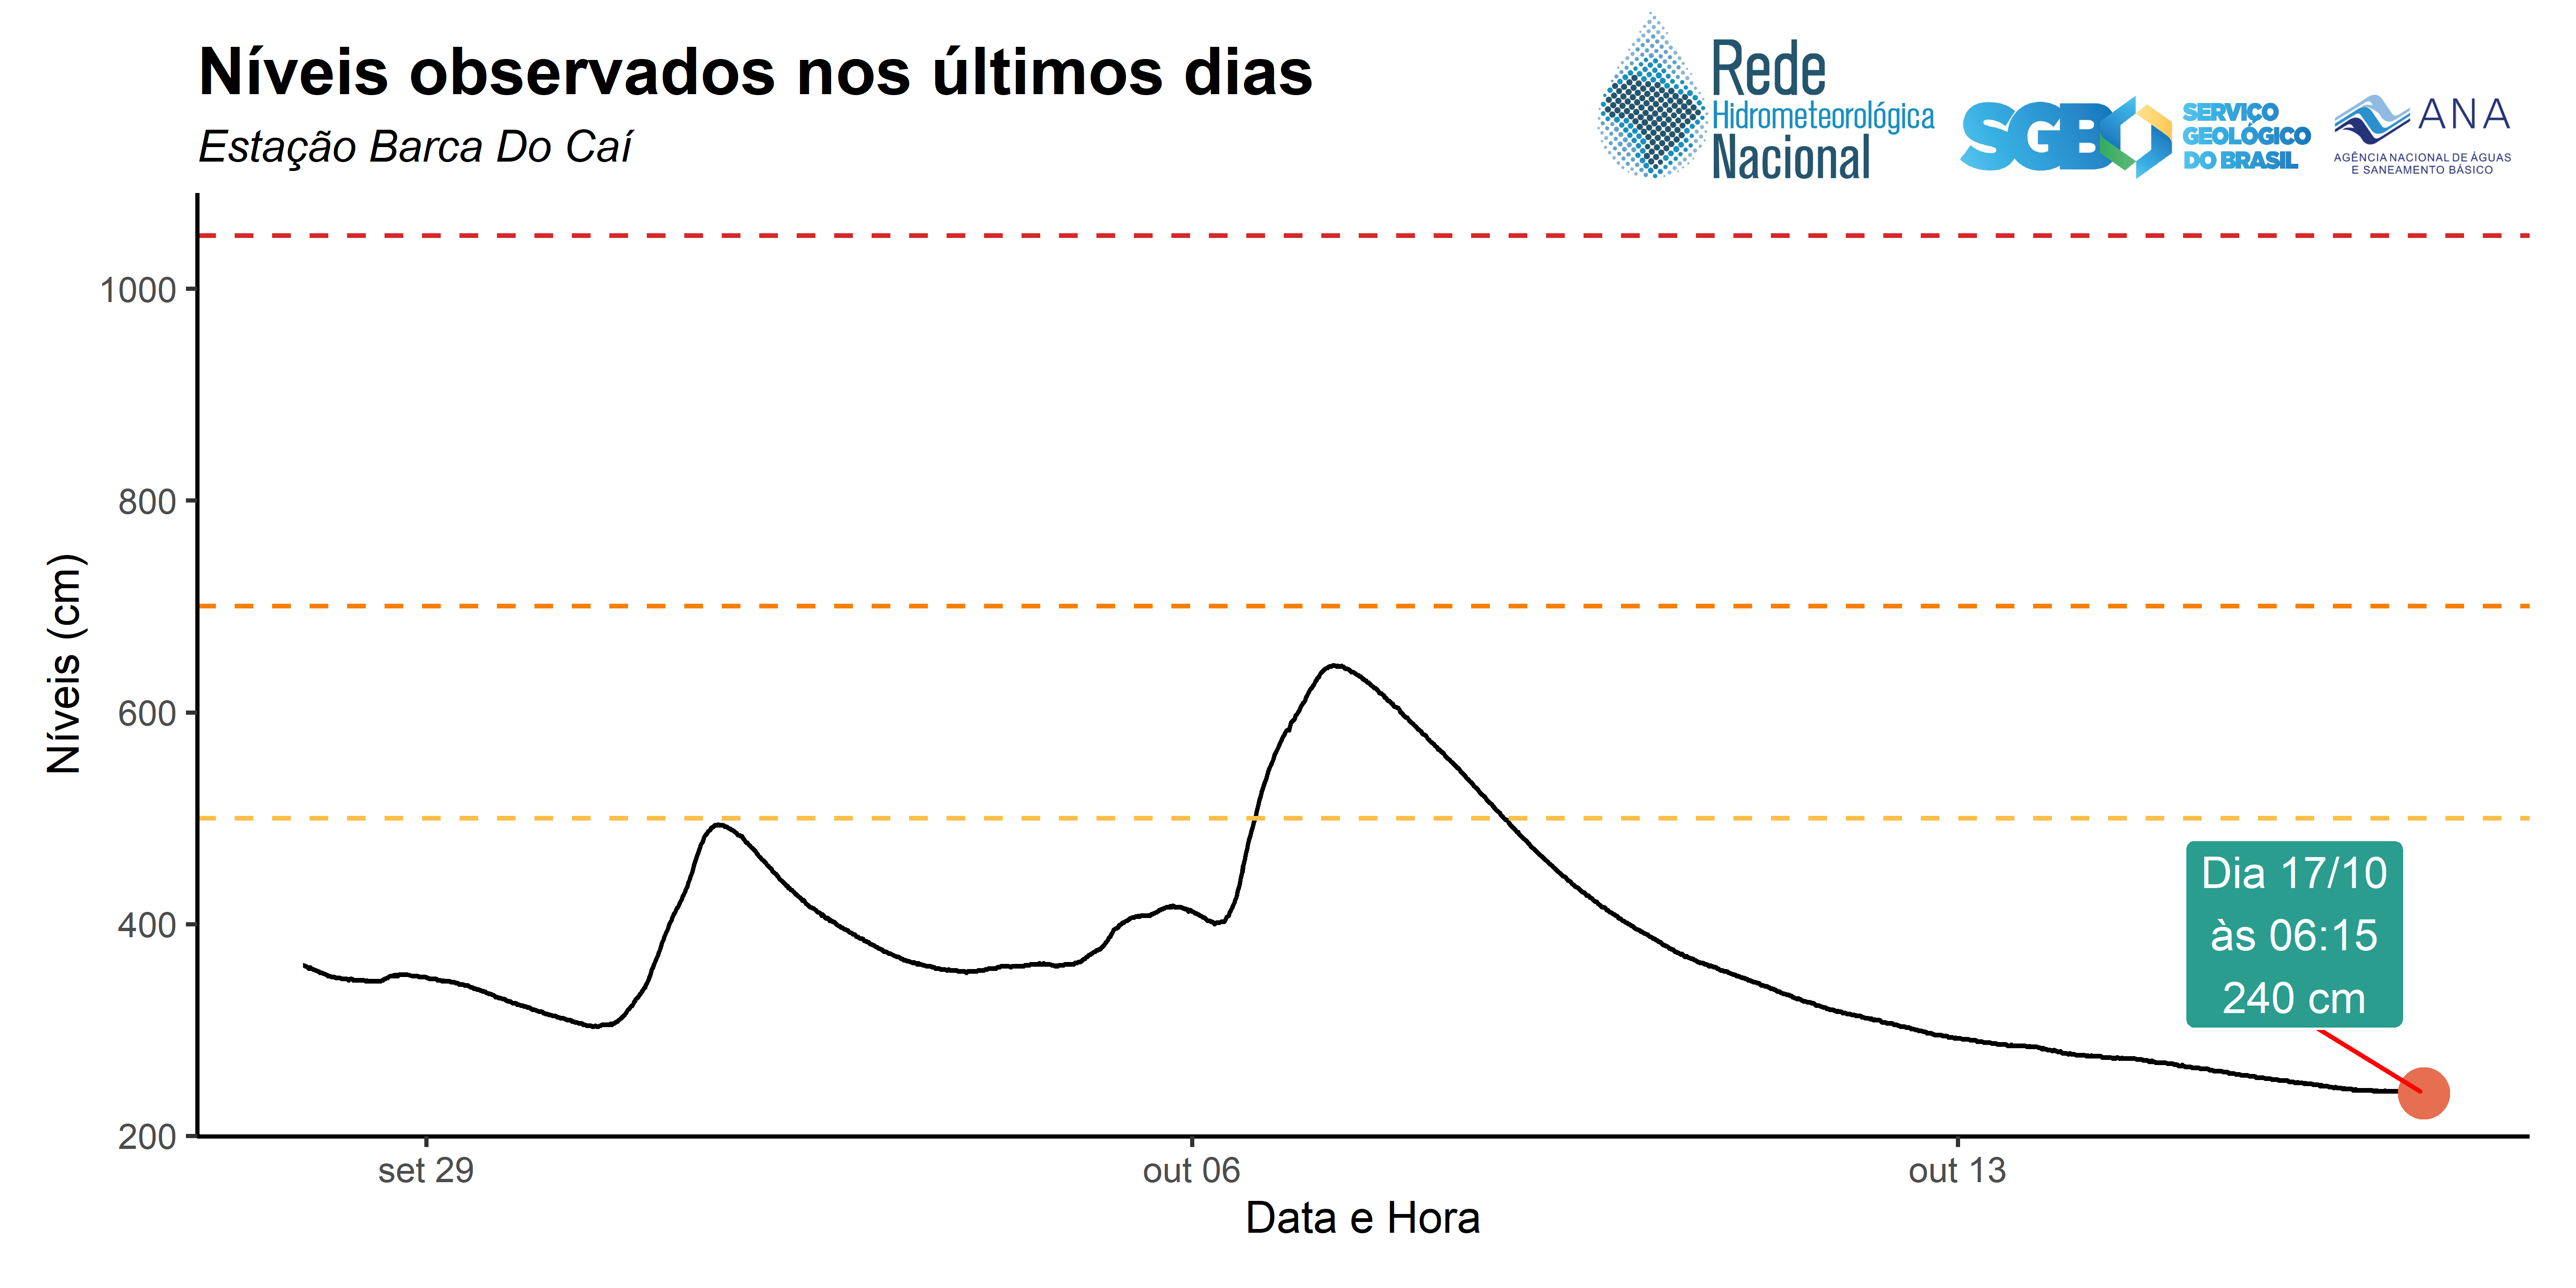 Níveis observados nos últimos dias
Estação Barca Do Caí
Rede
Hidrometeorológica
Nacional
SGB
SERVIÇO
GEOLÓGICO
DO BRASIL
ANA
AGÊNCIA NACIONAL DE ÁGUAS
E SANEAMENTO BÁSICO
Níveis (cm)
1000
800
600
400
200
Dia 17/10
às 06:15
240 cm
set 29
out 06
out 13
Data e Hora